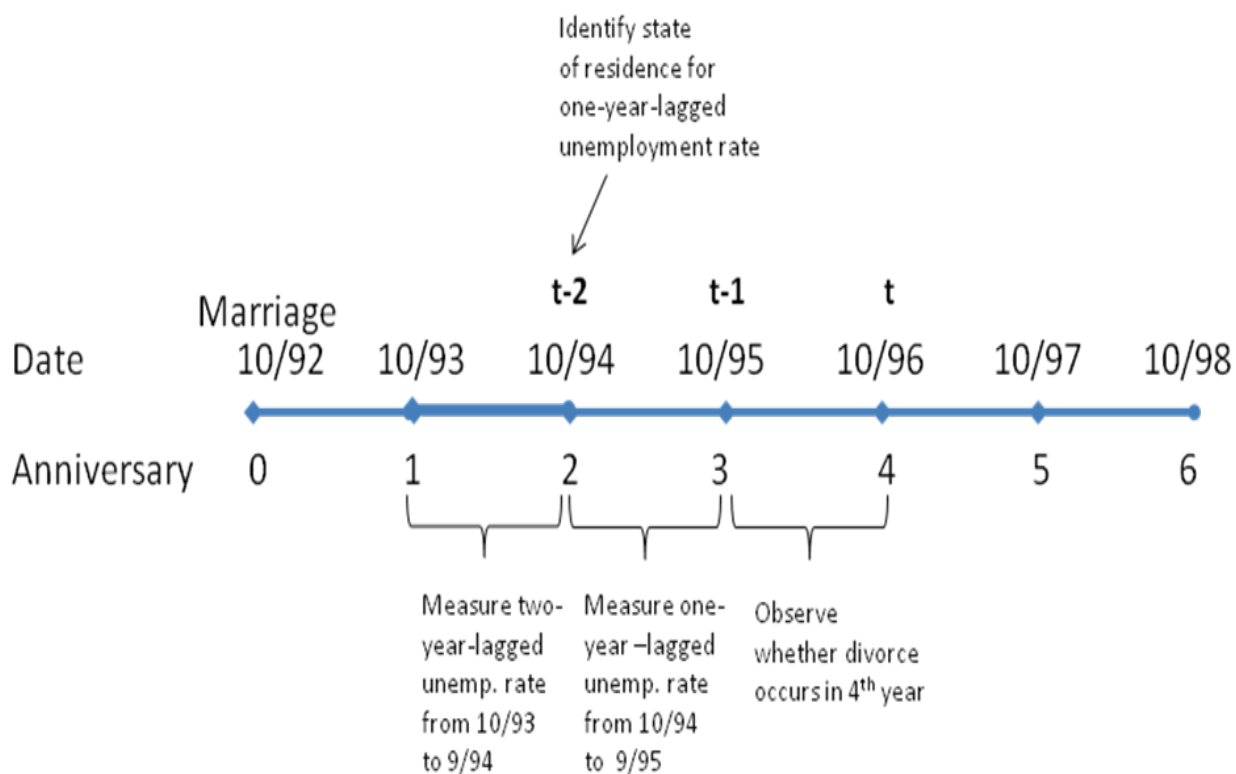 Identify state
of residence for
one-year-lagged
unemployment rate
t-2 t-1 t
Marriage
Date 10/92 10/93 10/94 10/95 10/96 10/97 10/98
Anniversary 0 1 2 3 4 5 6
Measure two-
year-lagged
unemp. rate
from 10/93
to 9/94
Measure one-
year –lagged
unemp. rate
from 10/94
to 9/95
Observe
whether divorce
occurs in 4th year